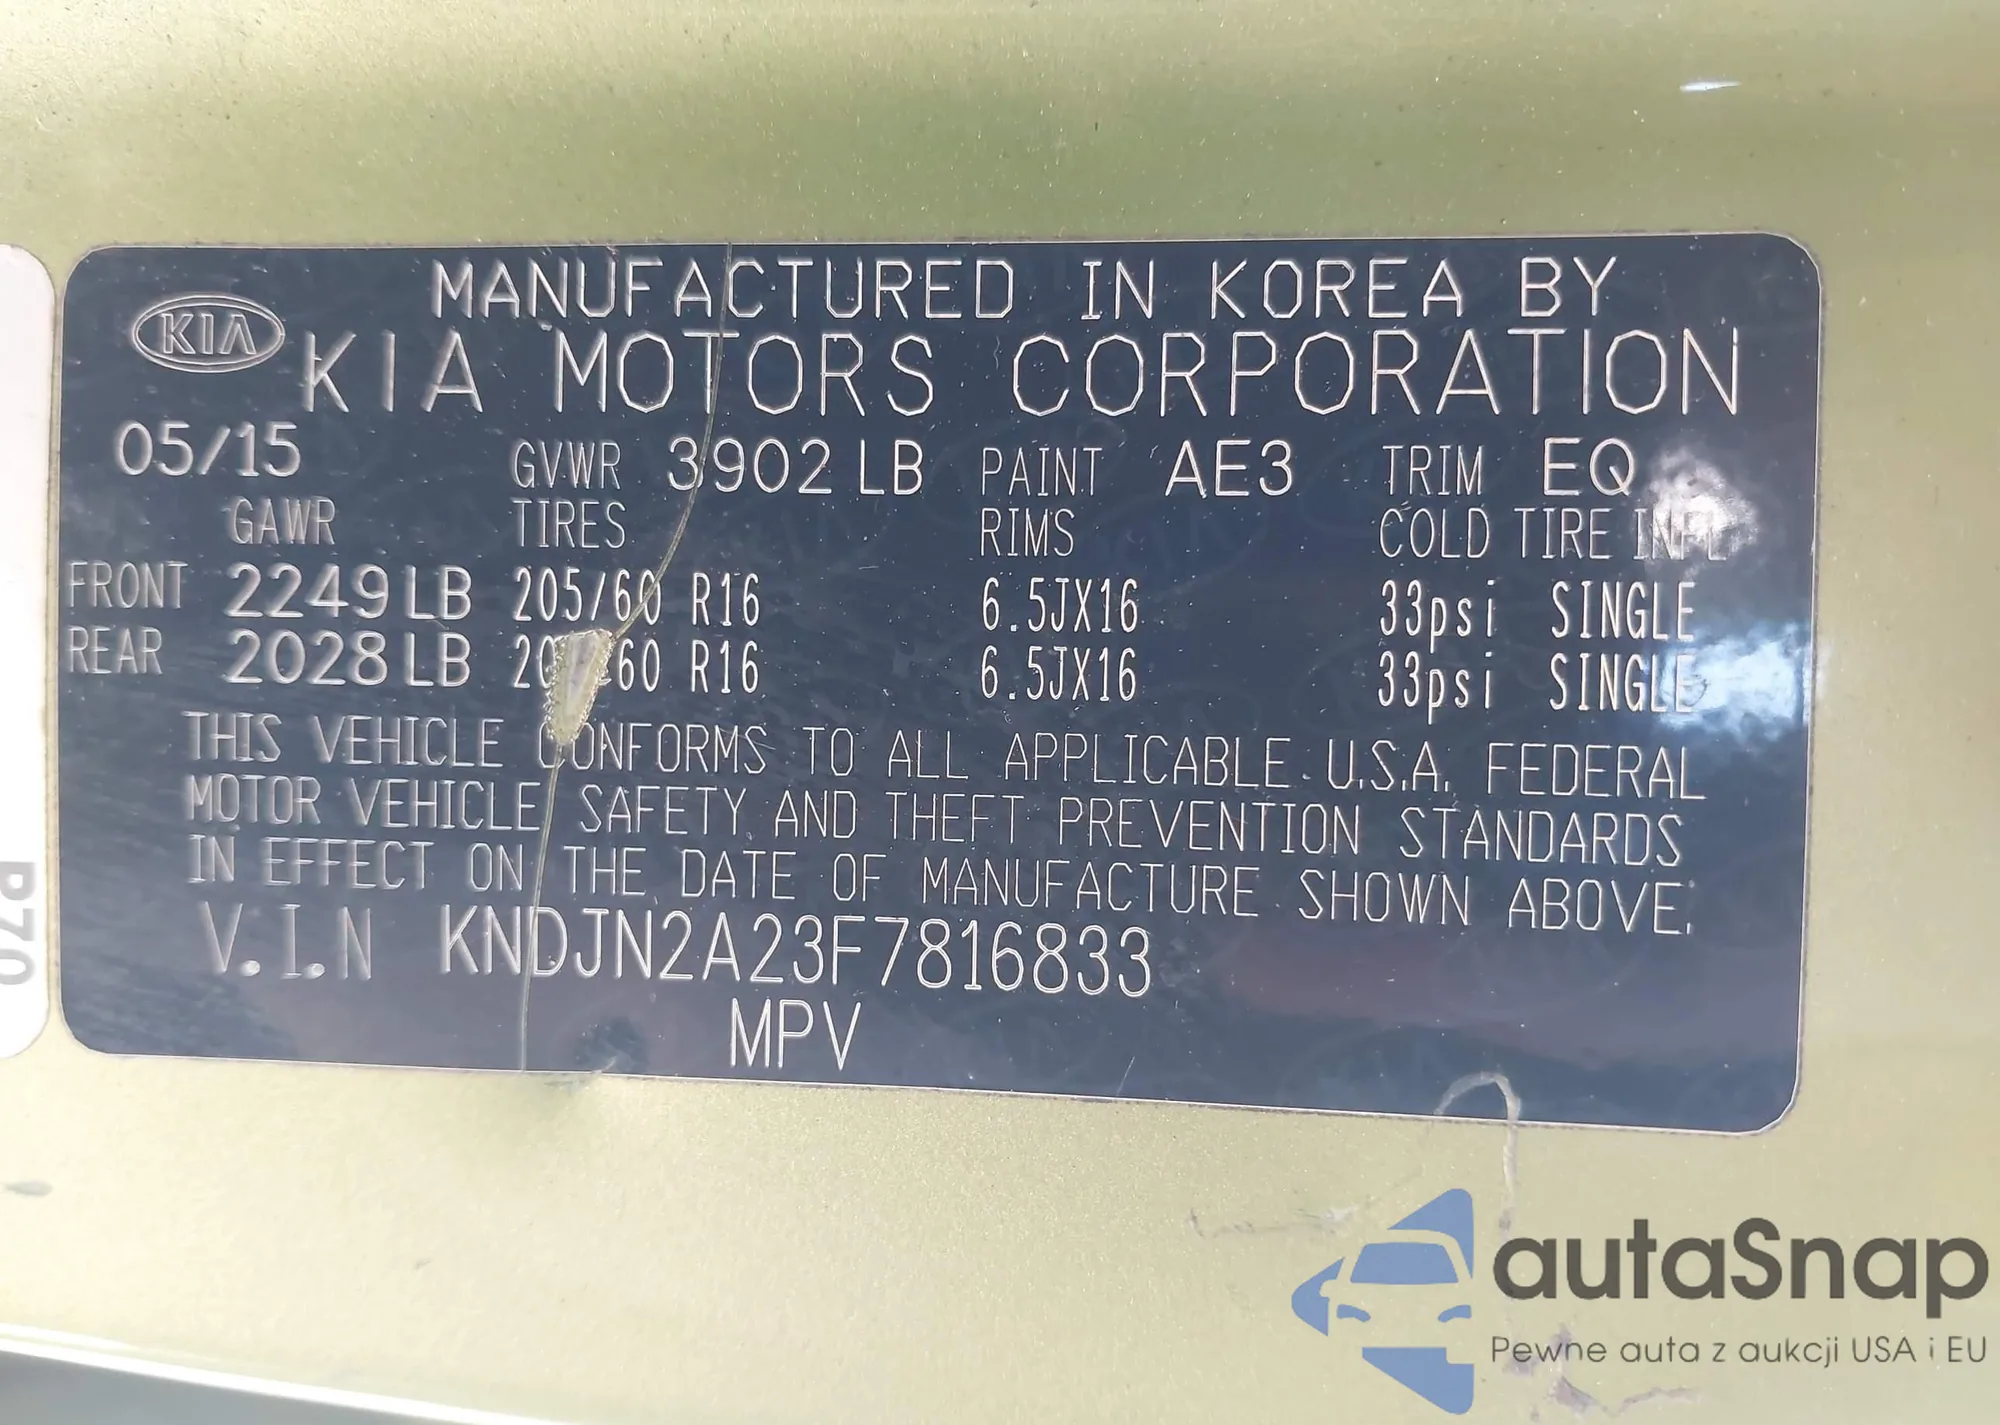 MANUFACTURED IN KOREA BY
KIA
KIA MOTORS CORPORATION
05/15 GVWR 3902 LB PAINT AE3 TRIM EQ
GAWR TIRES RIMS COLD TIRE INFL
FRONT 2249 LB 205/60 R16 6.5JX16 33psi SINGLE
REAR 2028 LB /60 R16 6.5JX16 33psi SINGLE
THIS VEHICLE CONFORMS TO ALL APPLICABLE U.S.A. FEDERAL
MOTOR VEHICLE SAFETY AND THEFT PREVENTION STANDARDS
IN EFFECT ON THE DATE OF MANUFACTURE SHOWN ABOVE.
V.I.N KNDJN2A23F7816833
MPV
autaSnap
Pewne auta z aukcji USA i EU